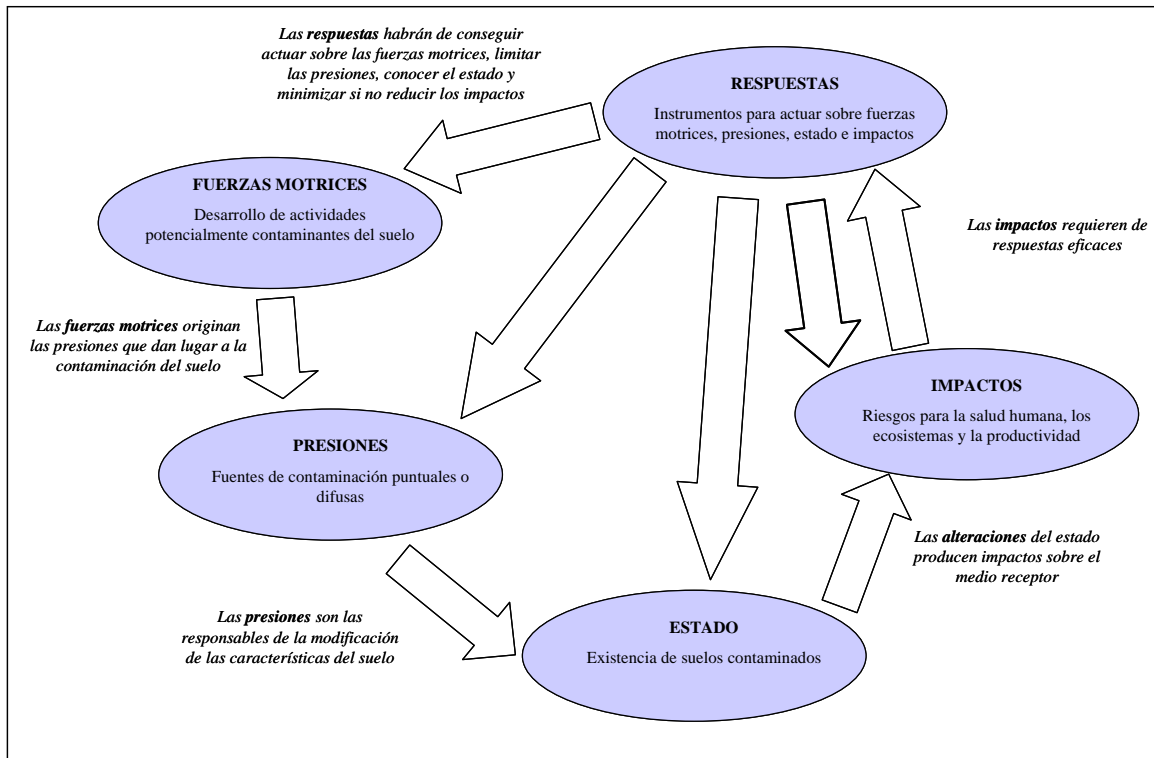 Las respuestas habrán de conseguir
actuar sobre las fuerzas motrices, limitar
las presiones, conocer el estado y
minimizar si no reducir los impactos
RESPUESTAS
Instrumentos para actuar sobre fuerzas
motrices, presiones, estado e impactos
FUERZAS MOTRICES
Desarrollo de actividades
potencialmente contaminantes del suelo
Las impactos requieren de
respuestas eficaces
Las fuerzas motrices originan
las presiones que dan lugar a la
contaminación del suelo
IMPACTOS
Riesgos para la salud humana, los
ecosistemas y la productividad
PRESIONES
Fuentes de contaminación puntuales o
difusas
Las alteraciones del estado
producen impactos sobre el
medio receptor
Las presiones son las
responsables de la modificación
de las características del suelo
ESTADO
Existencia de suelos contaminados